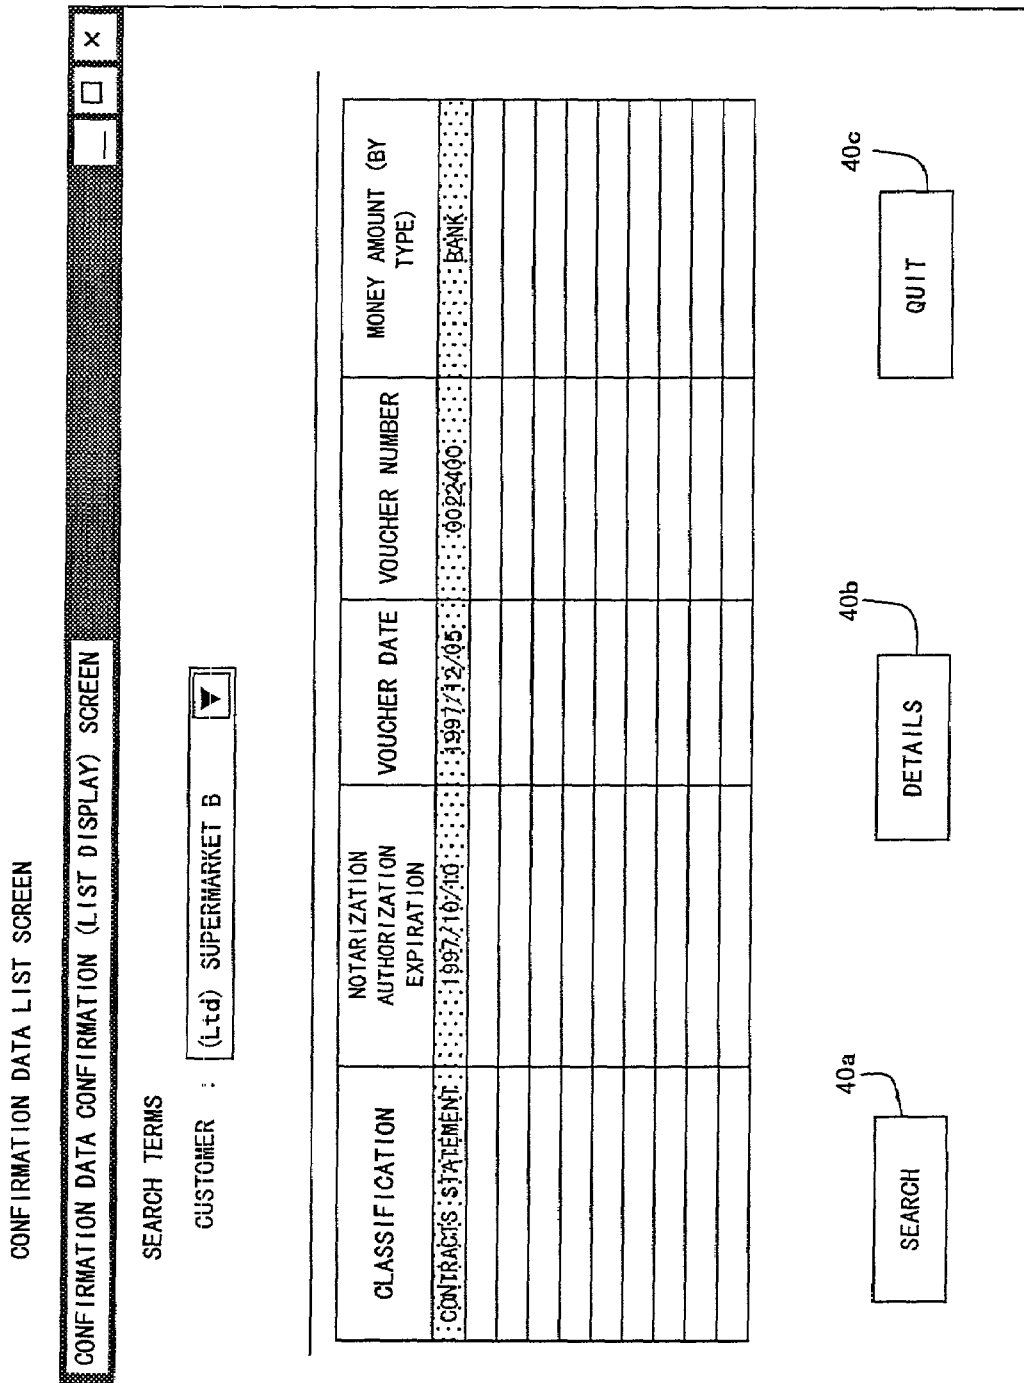 CONFIRMATION DATA LIST SCREEN
CONFIRMATION DATA CONFIRMATION (LIST DISPLAY) SCREEN
SEARCH TERMS
CUSTOMER : (Ltd) SUPERMARKET B
CLASSIFICATION
NOTARIZATION
AUTHORIZATION
EXPIRATION
VOUCHER DATE
VOUCHER NUMBER
MONEY AMOUNT (BY
TYPE)
CONTRACTS STATEMENT 1997/10/10 1997/12/05 0022400 BANK
40a
40b
40c
SEARCH
DETAILS
QUIT